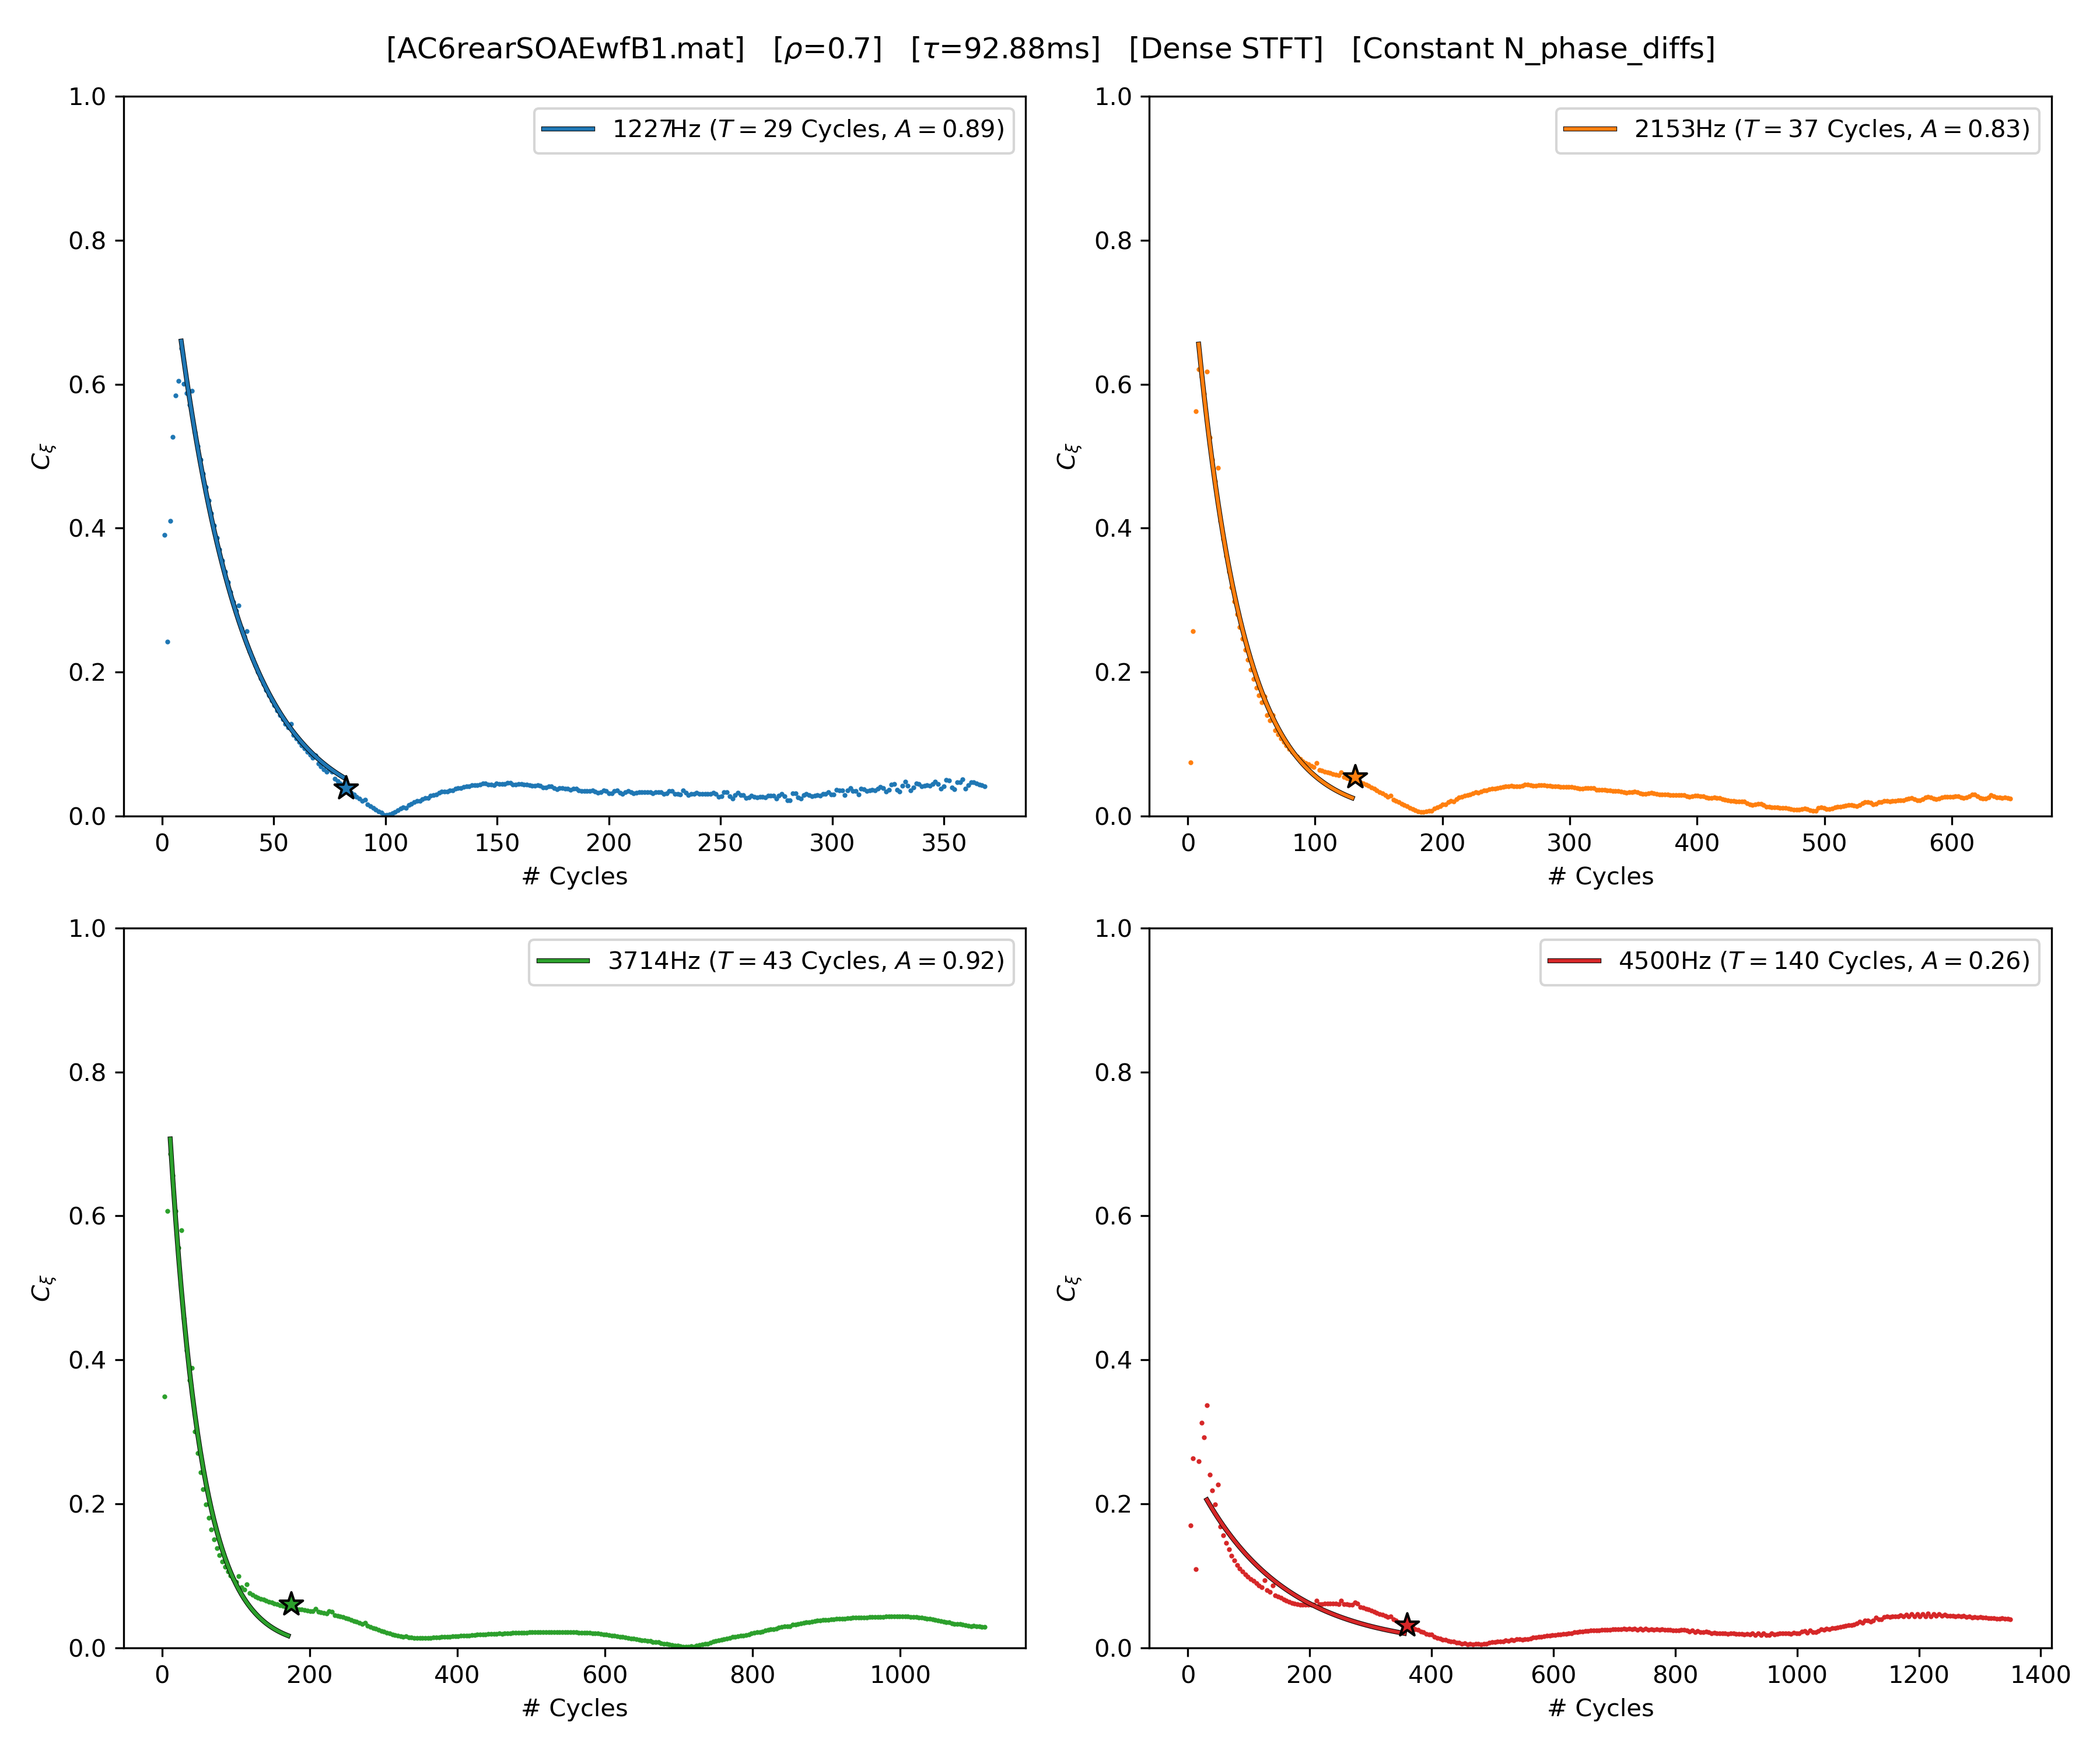 [AC6rearSOAEwfB1.mat]   [ρ=0.7]   [τ=92.88ms]   [Dense STFT]   [Constant N_phase_diffs]
1.0
0.8
0.6
0.4
0.2
0.0
C_ξ
1227Hz (T = 29 Cycles, A = 0.89)
0 50 100 150 200 250 300 350
# Cycles
1.0
0.8
0.6
0.4
0.2
0.0
C_ξ
2153Hz (T = 37 Cycles, A = 0.83)
0 100 200 300 400 500 600
# Cycles
1.0
0.8
0.6
0.4
0.2
0.0
C_ξ
3714Hz (T = 43 Cycles, A = 0.92)
0 200 400 600 800 1000
# Cycles
1.0
0.8
0.6
0.4
0.2
0.0
C_ξ
4500Hz (T = 140 Cycles, A = 0.26)
0 200 400 600 800 1000 1200 1400
# Cycles